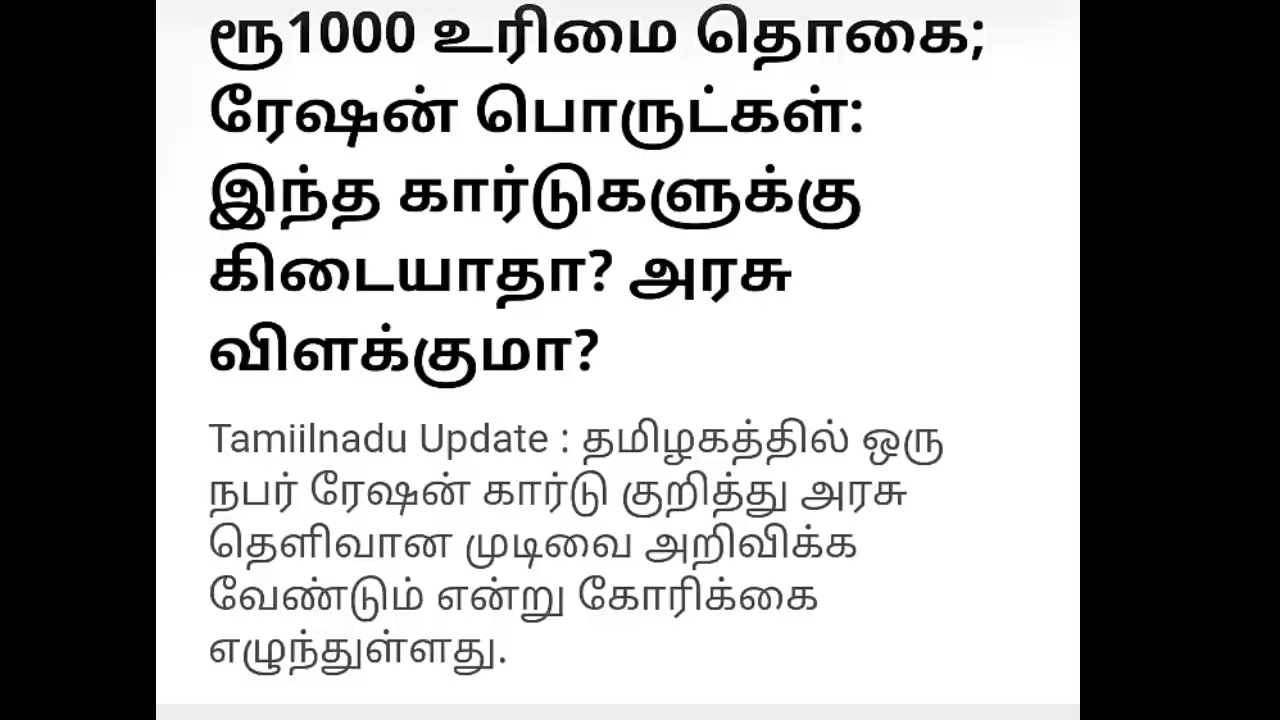 ரூ1000 உரிமை தொகை;
ரேஷன் பொருட்கள்:
இந்த கார்டுகளுக்கு
கிடையாதா? அரசு
விளக்குமா?
Tamiilnadu Update : தமிழகத்தில் ஒரு
நபர் ரேஷன் கார்டு குறித்து அரசு
தெளிவான முடிவை அறிவிக்க
வேண்டும் என்று கோரிக்கை
எழுந்துள்ளது.